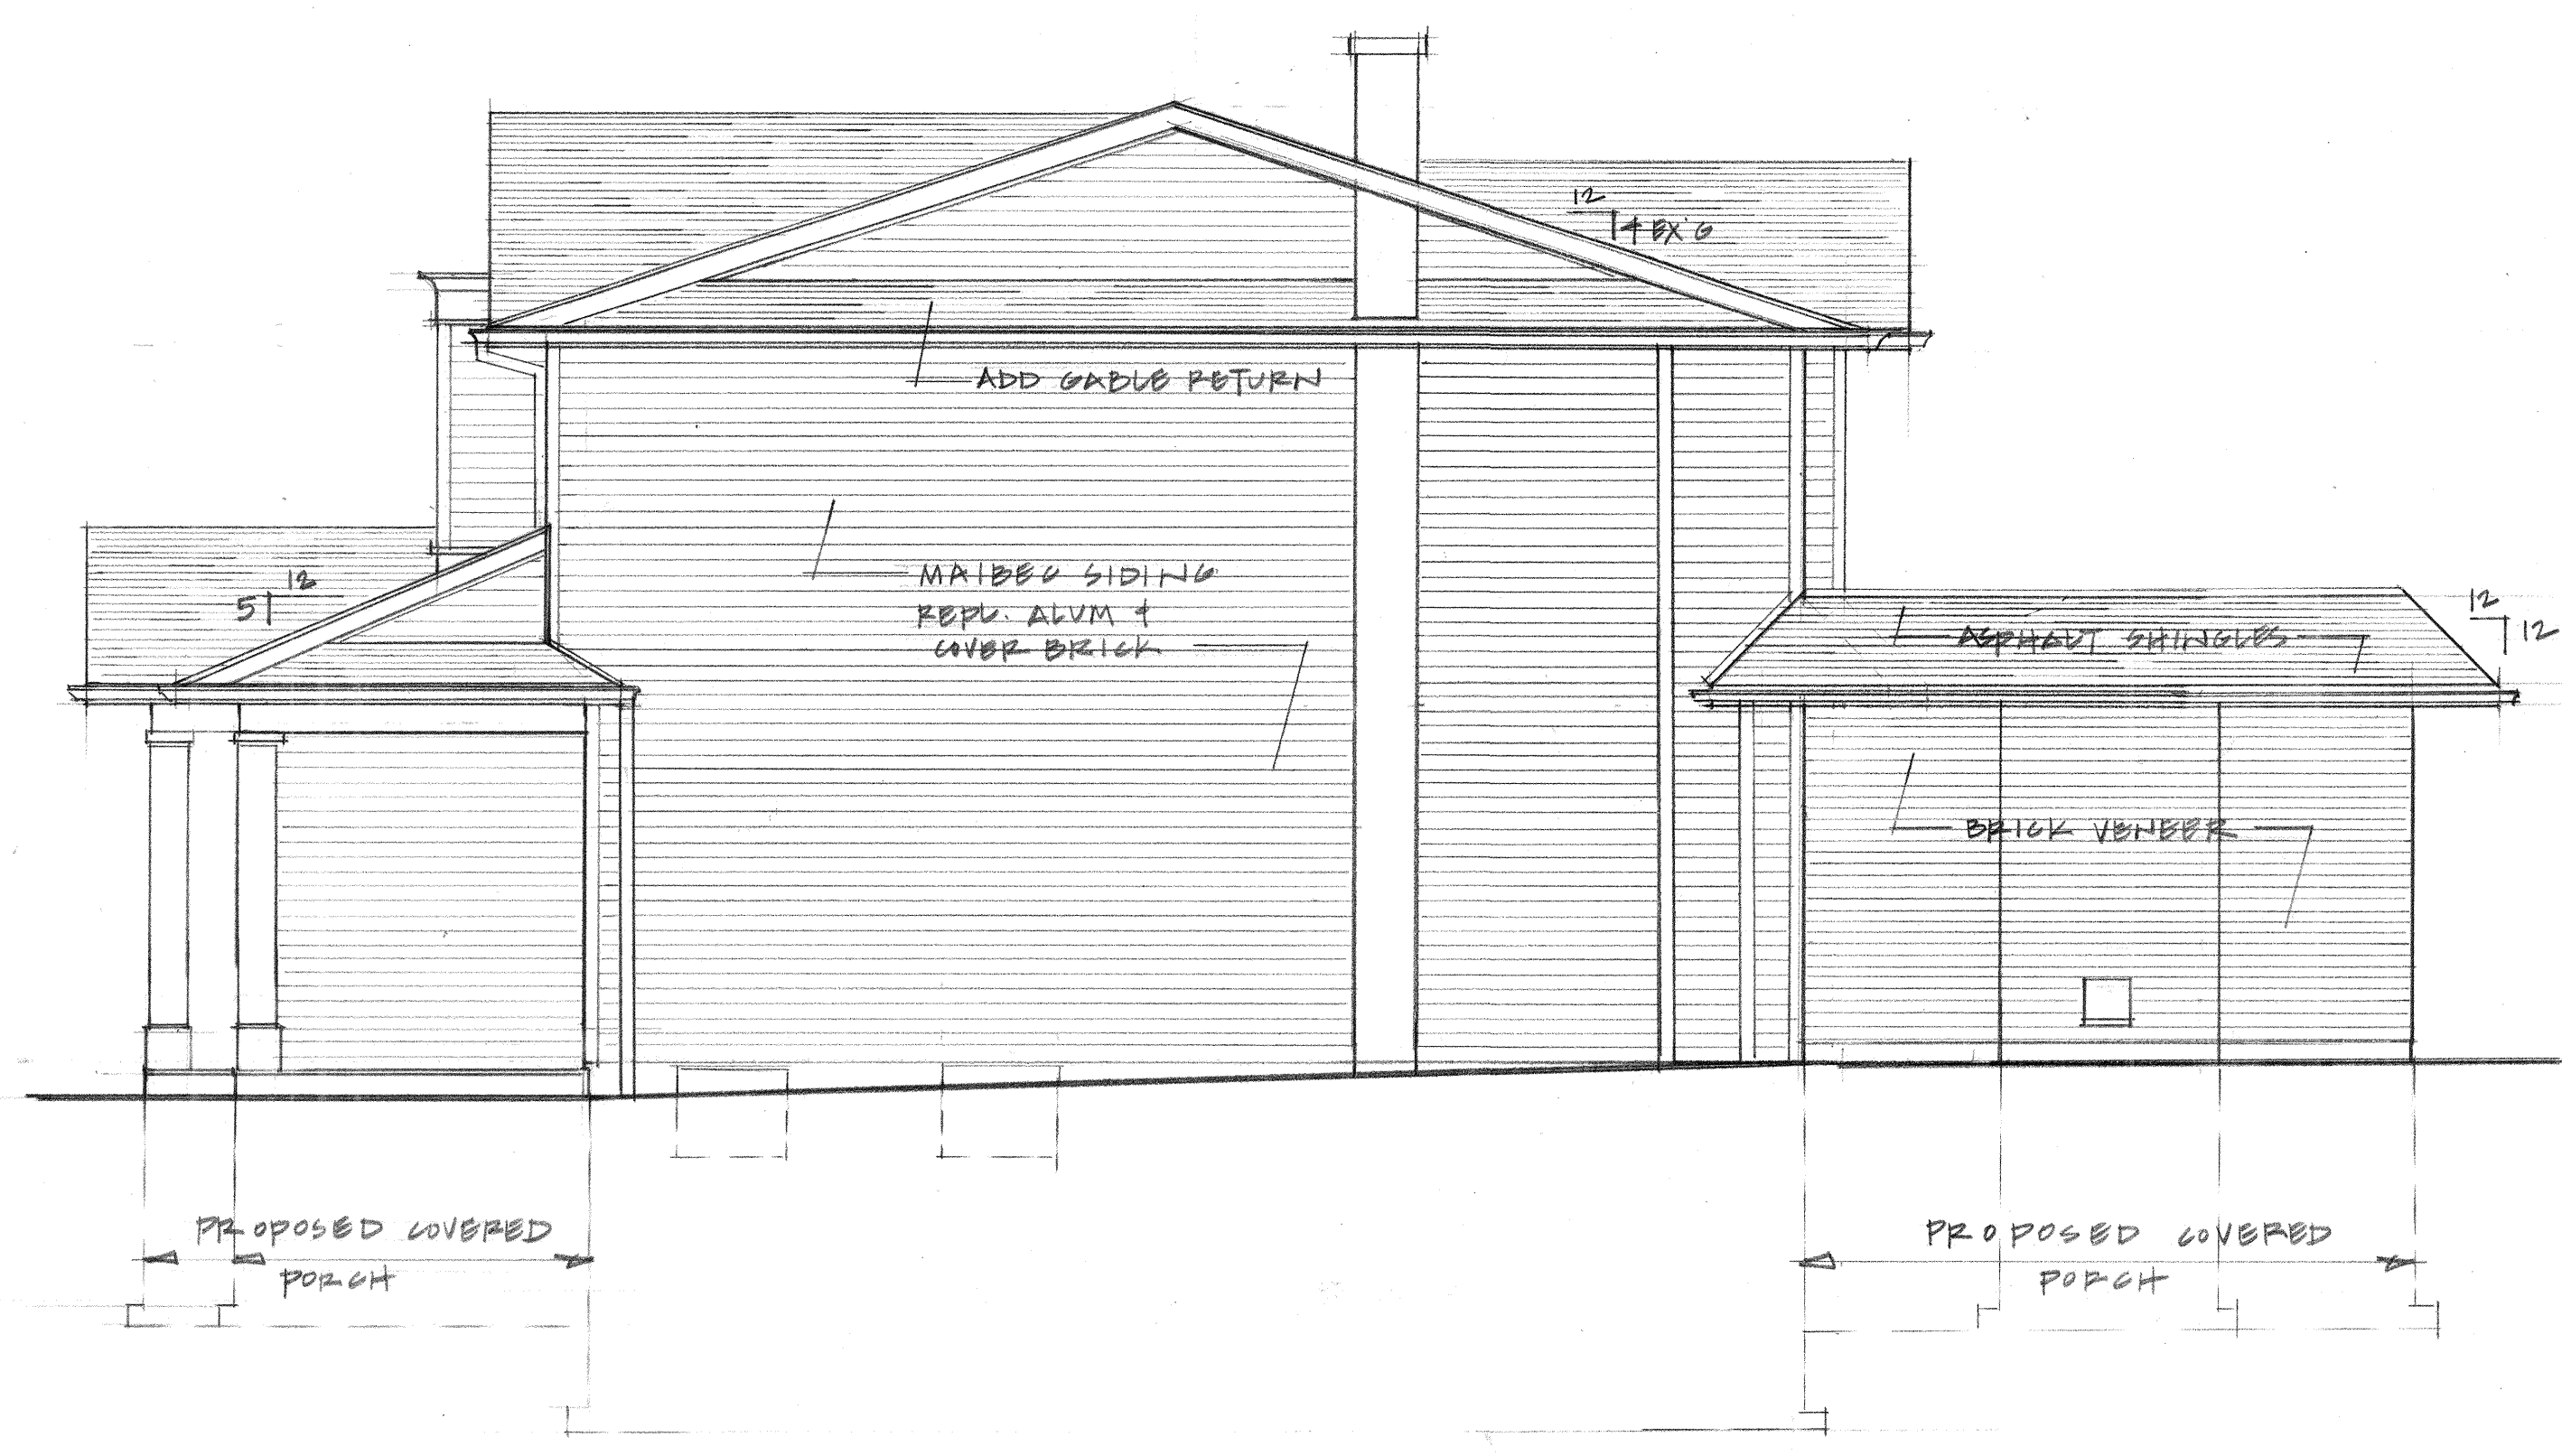 12
4 EX'G
ADD GABLE RETURN
MAIBEC SIDING
REPL. ALUM &
COVER BRICK
12
5
12
12
ASPHALT SHINGLES
BRICK VENEER
PROPOSED COVERED
PORCH
PROPOSED COVERED
PORCH